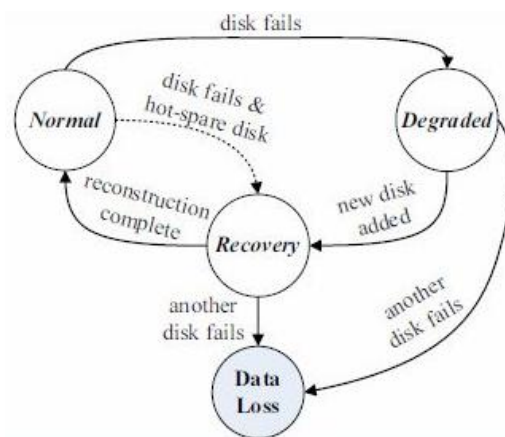 disk fails
disk fails &
hot-spare disk
Normal
Degraded
reconstruction
complete
new disk
added
Recovery
another
disk fails
another
disk fails
Data
Loss